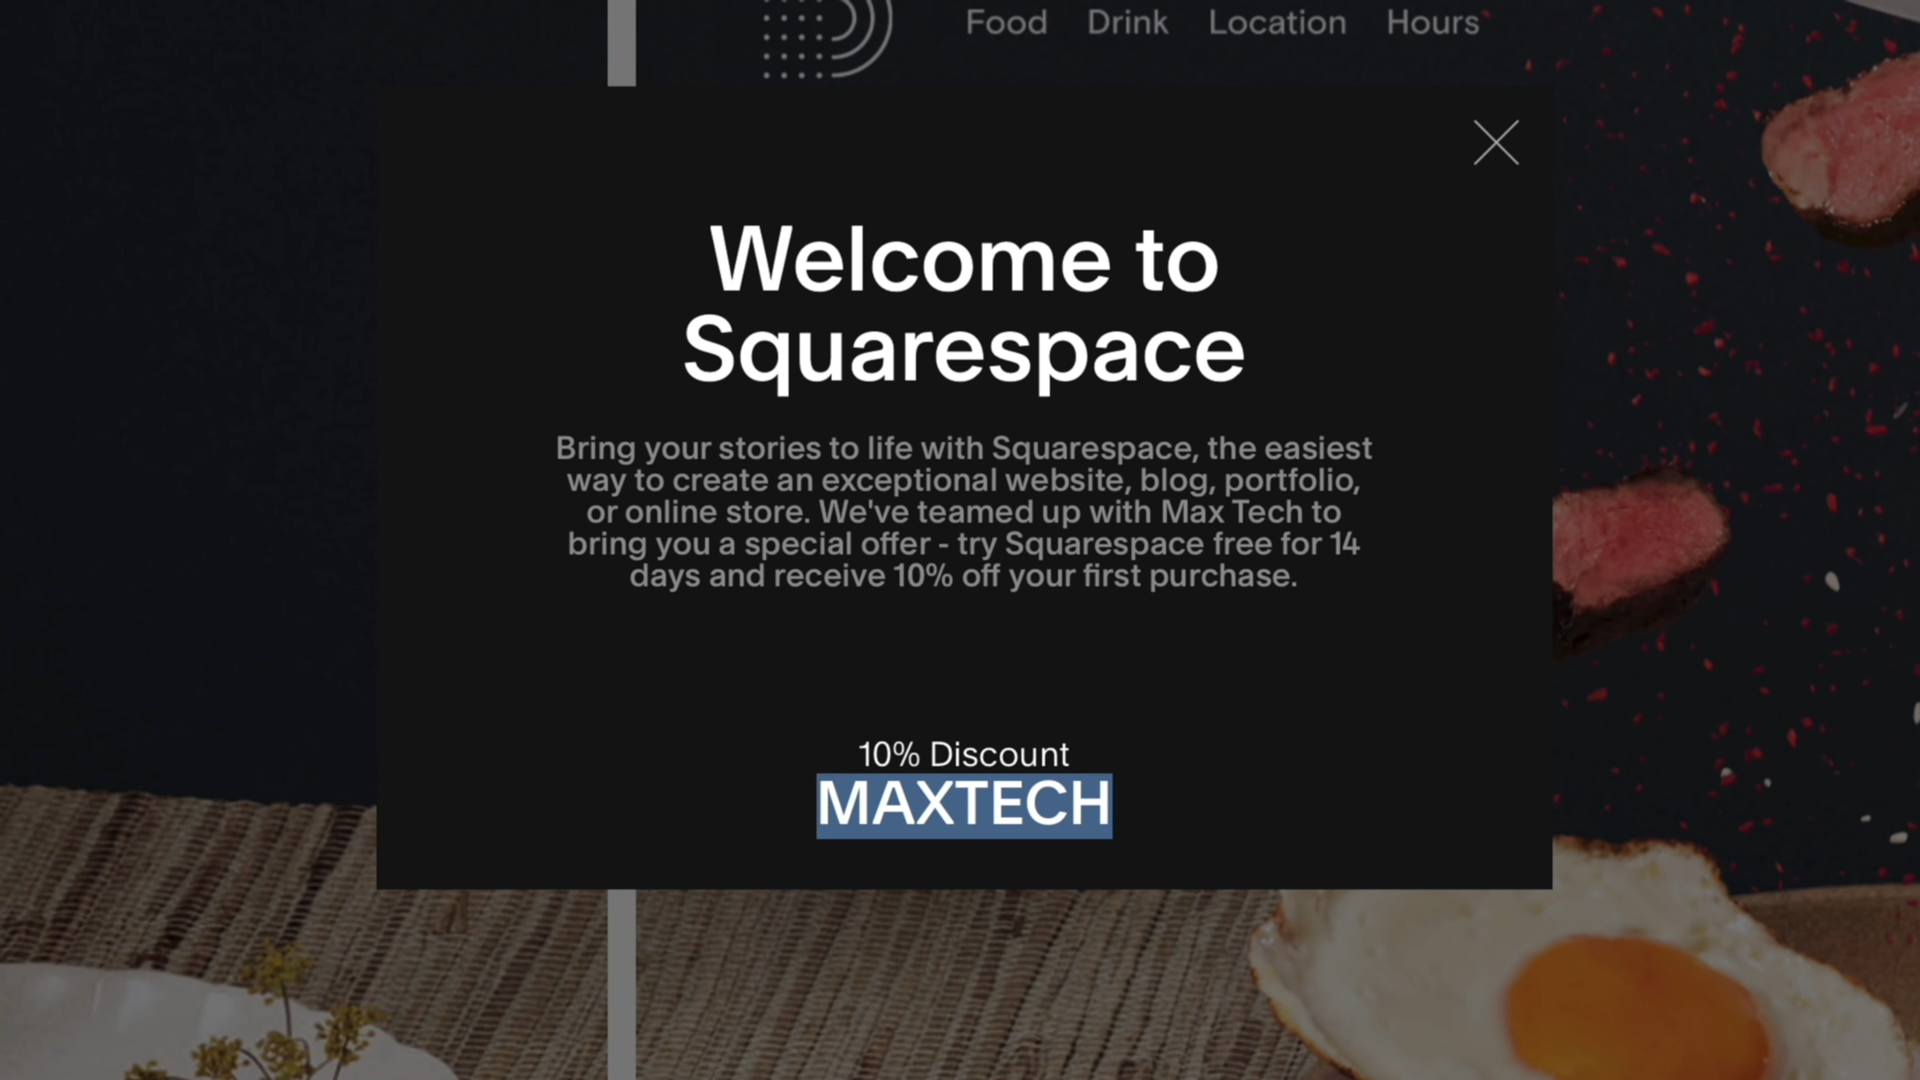 Food Drink Location Hours
Welcome to
Squarespace
Bring your stories to life with Squarespace, the easiest
way to create an exceptional website, blog, portfolio,
or online store. We've teamed up with Max Tech to
bring you a special offer - try Squarespace free for 14
days and receive 10% off your first purchase.
10% Discount
MAXTECH